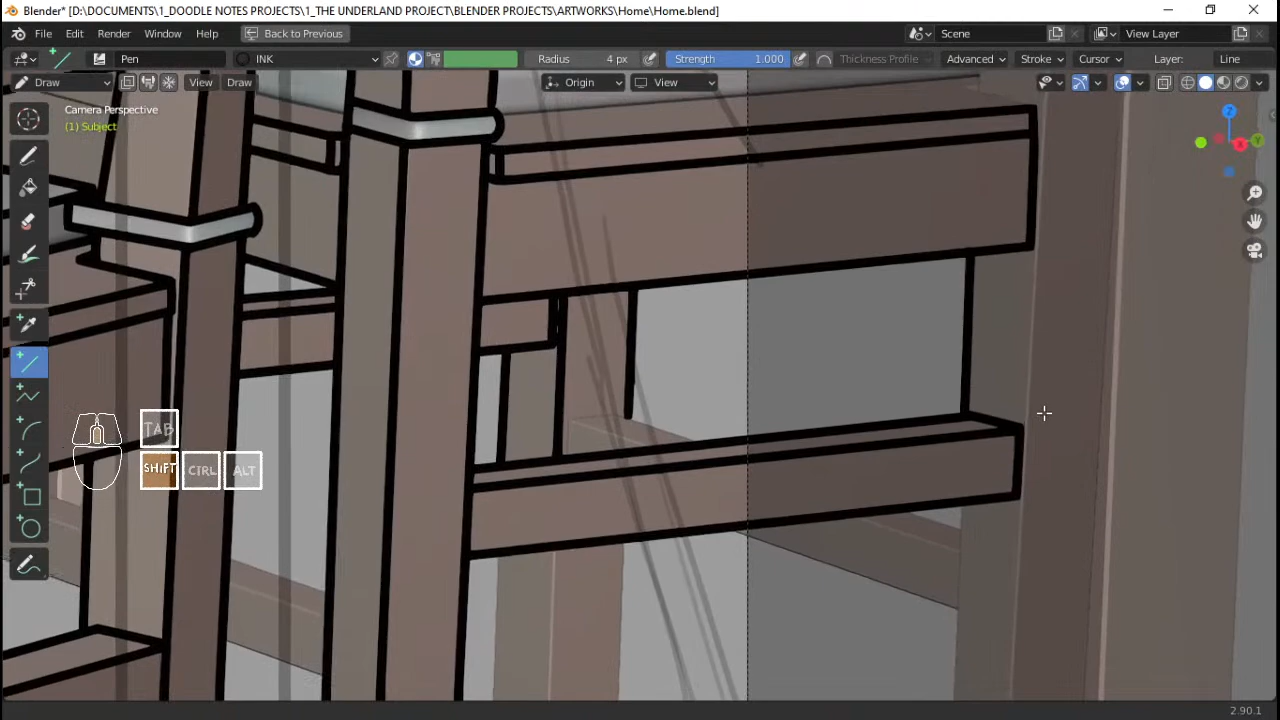 Blender* [D:\DOCUMENTS\1_DOODLE NOTES PROJECTS\1_THE UNDERLAND PROJECT\BLENDER PROJECTS\ARTWORKS\Home\Home.blend]
File Edit Render Window Help Back to Previous Scene View Layer
Pen INK Radius 4 px Strength 1.000 Thickness Profile Advanced Stroke Cursor Layer: Line
Draw View Draw Origin View
Camera Perspective
(1) Subject
Z
X
TAB
SHiFT CTRL ALT
2.90.1